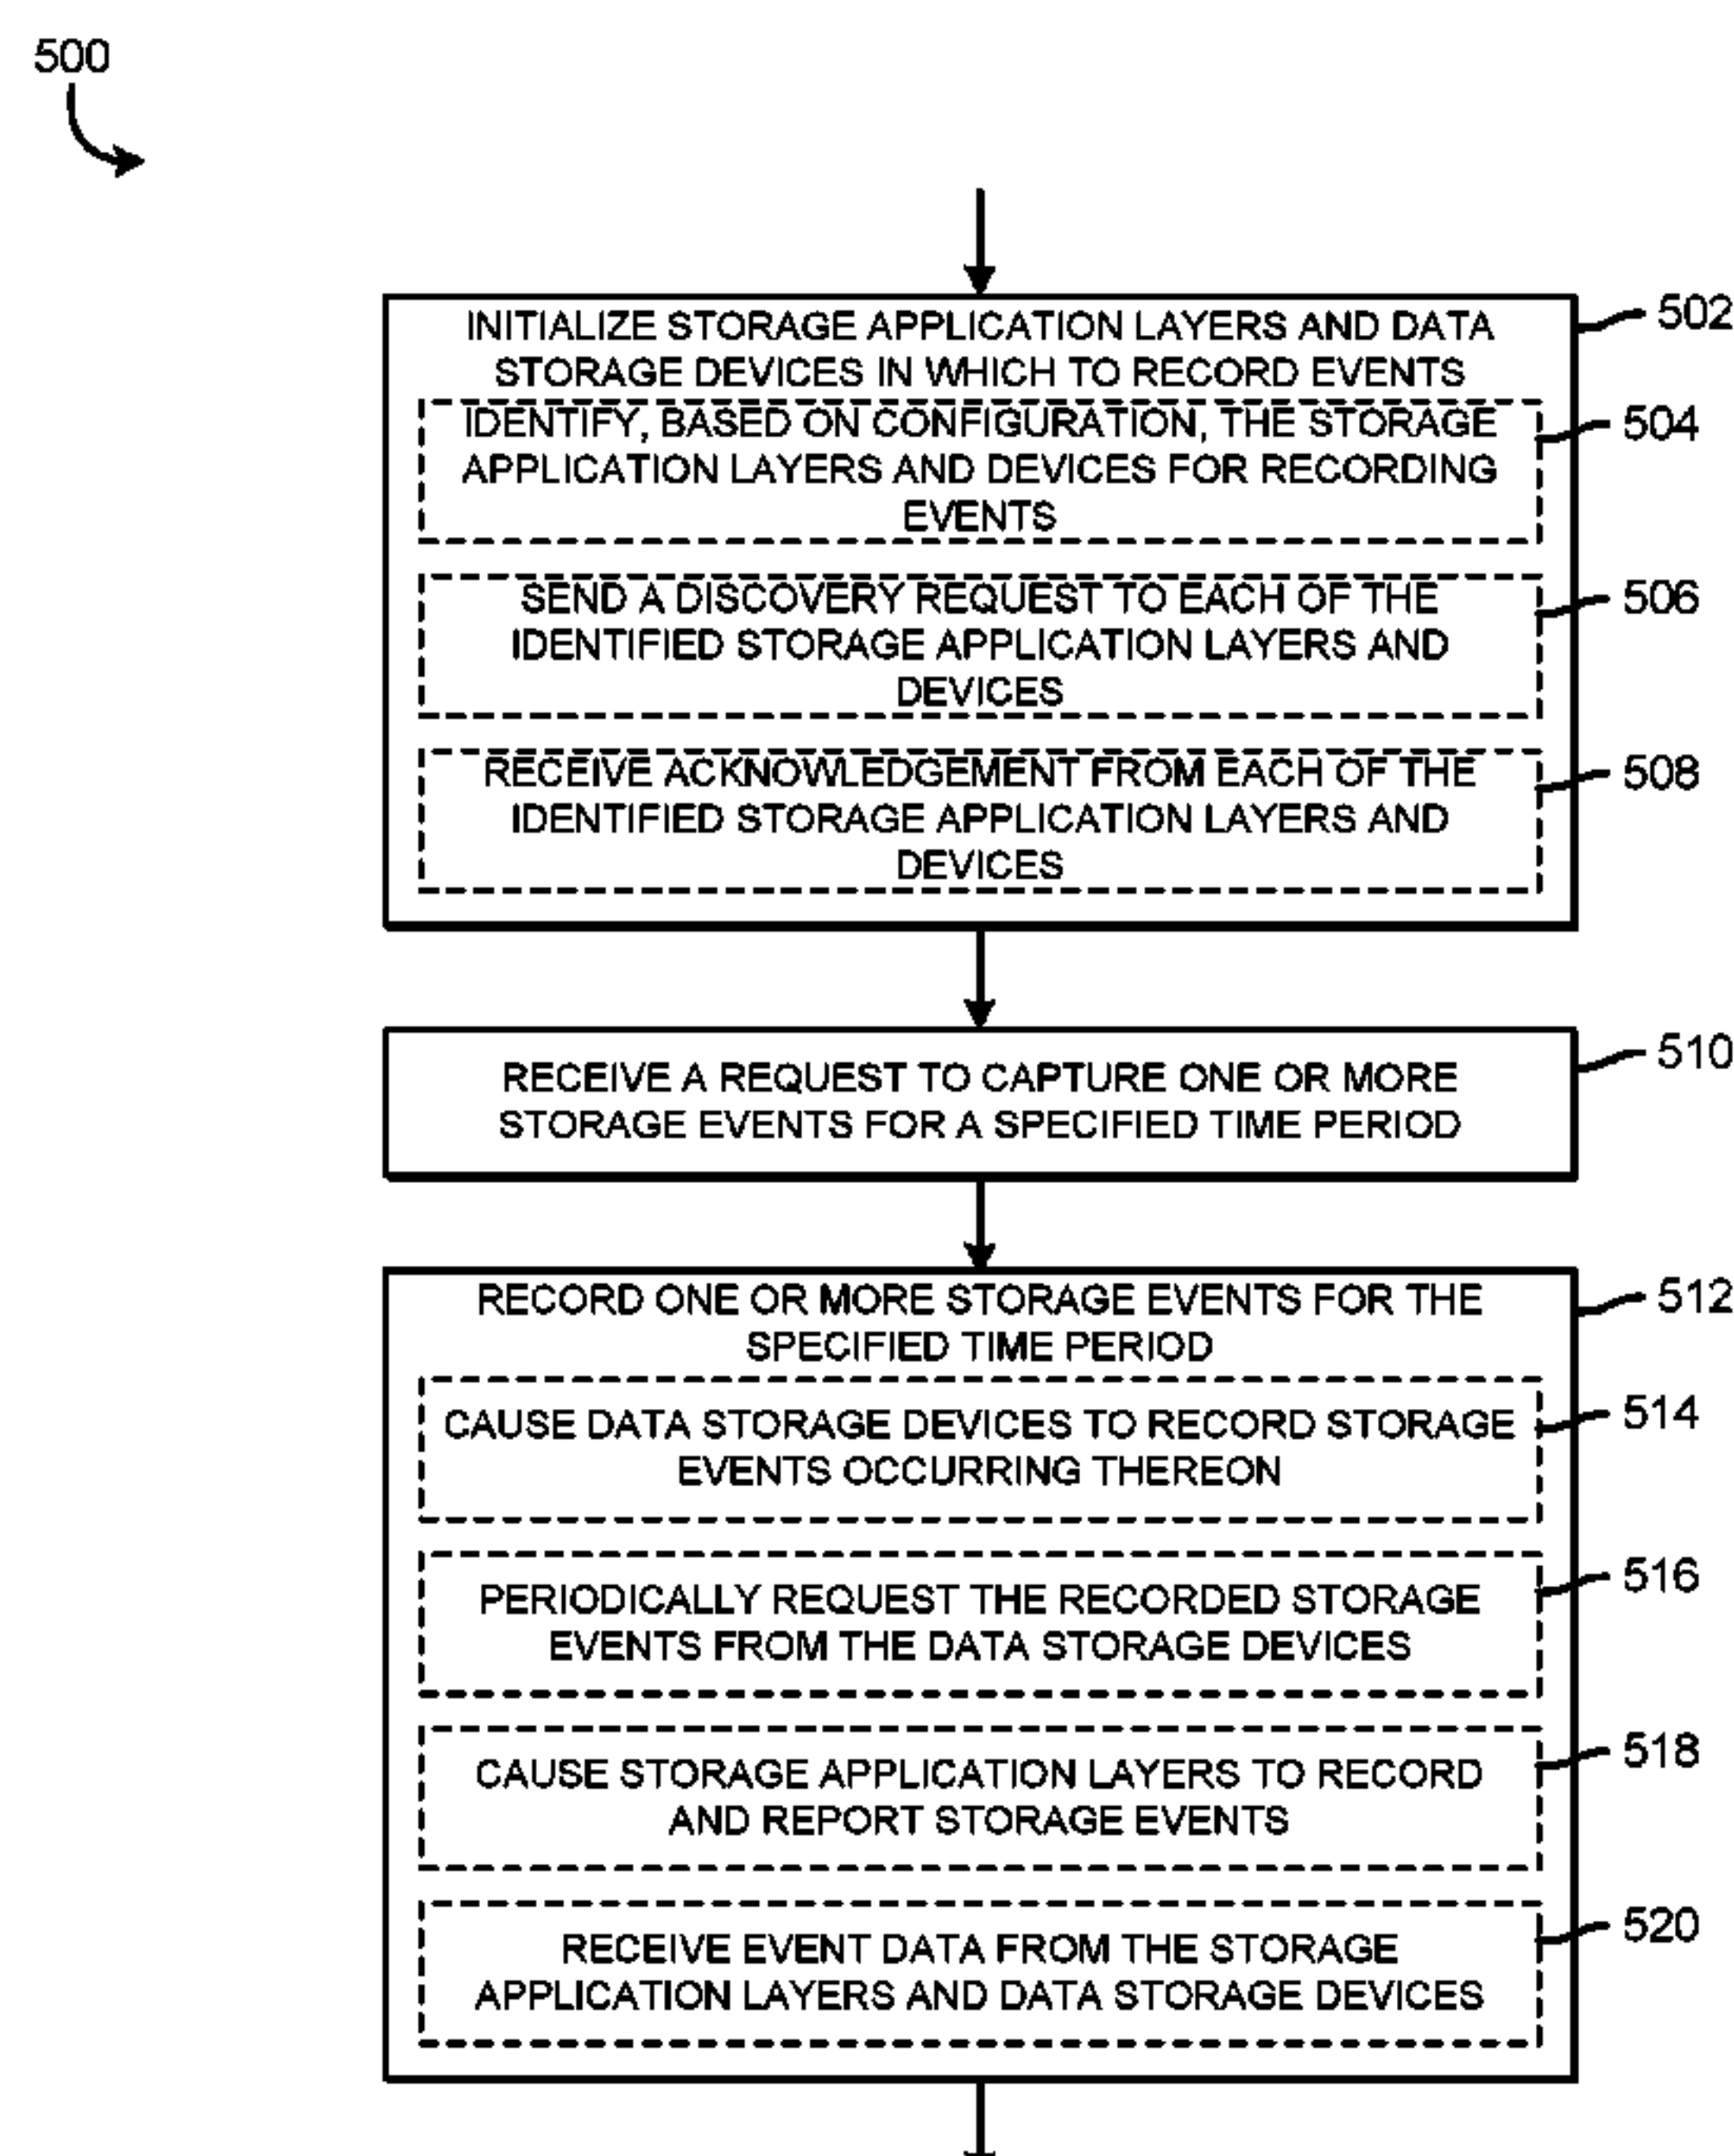 500
INITIALIZE STORAGE APPLICATION LAYERS AND DATA
STORAGE DEVICES IN WHICH TO RECORD EVENTS
502
IDENTIFY, BASED ON CONFIGURATION, THE STORAGE
APPLICATION LAYERS AND DEVICES FOR RECORDING
EVENTS
504
SEND A DISCOVERY REQUEST TO EACH OF THE
IDENTIFIED STORAGE APPLICATION LAYERS AND
DEVICES
506
RECEIVE ACKNOWLEDGEMENT FROM EACH OF THE
IDENTIFIED STORAGE APPLICATION LAYERS AND
DEVICES
508
RECEIVE A REQUEST TO CAPTURE ONE OR MORE
STORAGE EVENTS FOR A SPECIFIED TIME PERIOD
510
RECORD ONE OR MORE STORAGE EVENTS FOR THE
SPECIFIED TIME PERIOD
512
CAUSE DATA STORAGE DEVICES TO RECORD STORAGE
EVENTS OCCURRING THEREON
514
PERIODICALLY REQUEST THE RECORDED STORAGE
EVENTS FROM THE DATA STORAGE DEVICES
516
CAUSE STORAGE APPLICATION LAYERS TO RECORD
AND REPORT STORAGE EVENTS
518
RECEIVE EVENT DATA FROM THE STORAGE
APPLICATION LAYERS AND DATA STORAGE DEVICES
520